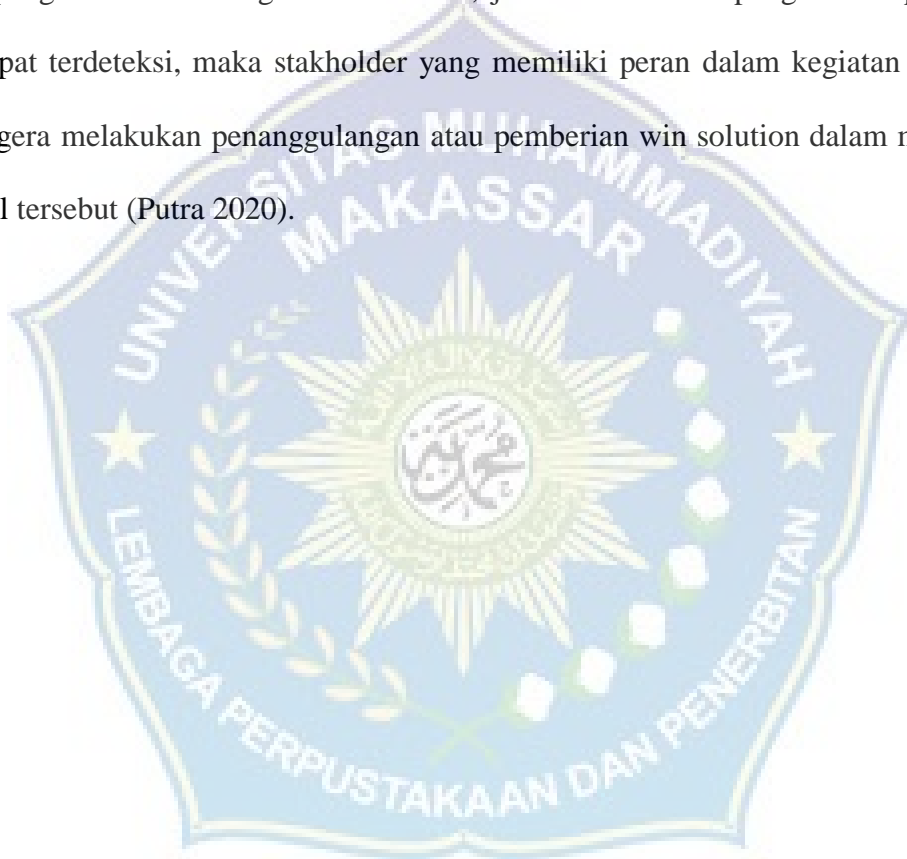 pat terdeteksi, maka stakholder yang memiliki peran dalam kegiatan
gera melakukan penanggulangan atau pemberian win solution dalam
l tersebut (Putra 2020).
UNIVERSITAS MUHAMMADIYAH
MAKASSAR
LEMBAGA PERPUSTAKAAN DAN PENERBITAN